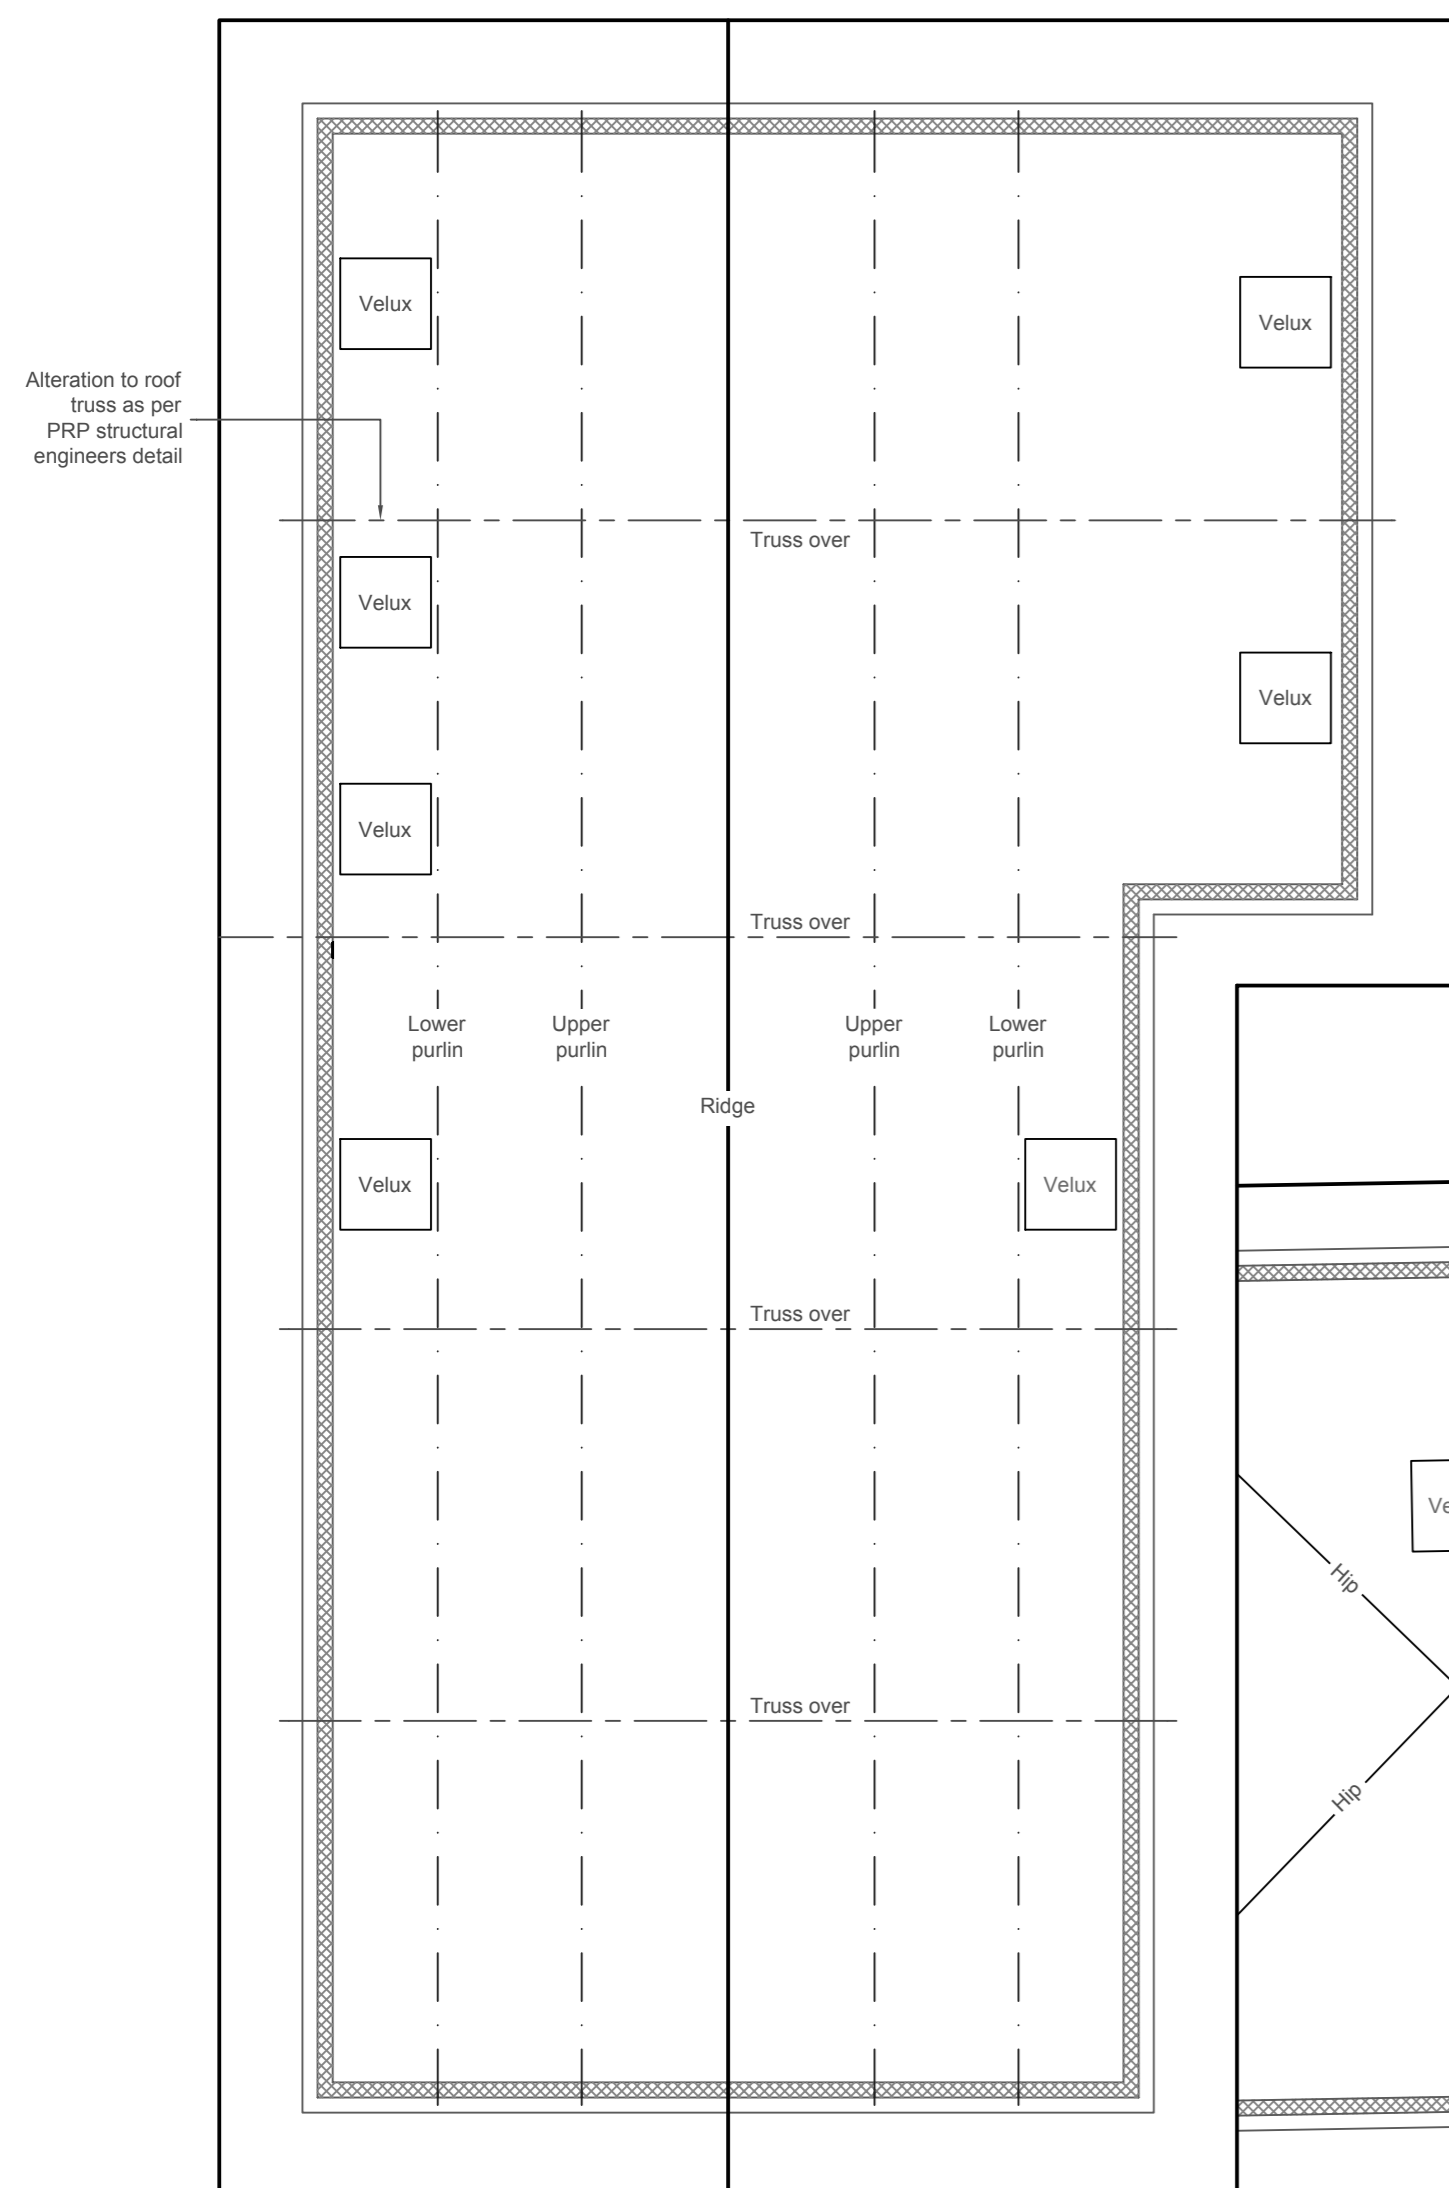 Velux
Velux
Alteration to roof
truss as per
PRP structural
engineers detail
Truss over
Velux
Velux
Velux
Truss over
Lower
purlin
Upper
purlin
Upper
purlin
Lower
purlin
Ridge
Velux
Velux
Truss over
Ve
Hip
Truss over
Hip